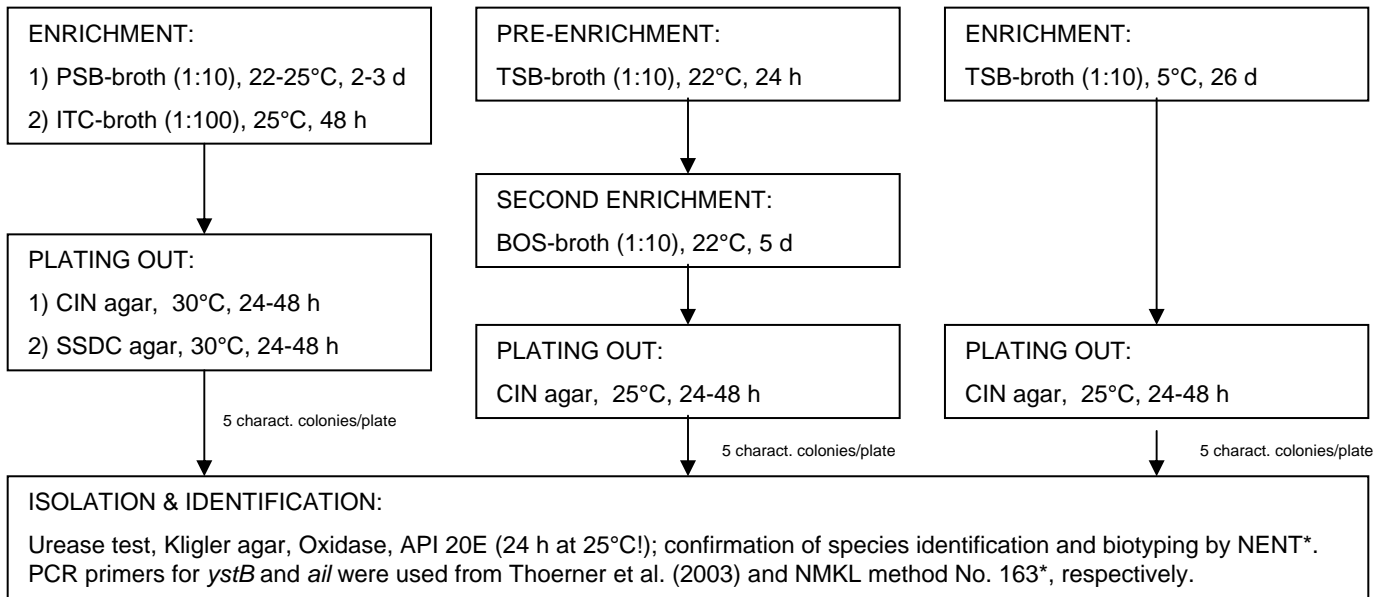 ENRICHMENT:
1) PSB-broth (1:10), 22-25°C, 2-3 d
2) ITC-broth (1:100), 25°C, 48 h
PLATING OUT:
1) CIN agar, 30°C, 24-48 h
2) SSDC agar, 30°C, 24-48 h
5 charact. colonies/plate
PRE-ENRICHMENT:
TSB-broth (1:10), 22°C, 24 h
SECOND ENRICHMENT:
BOS-broth (1:10), 22°C, 5 d
PLATING OUT:
CIN agar, 25°C, 24-48 h
5 charact. colonies/plate
ENRICHMENT:
TSB-broth (1:10), 5°C, 26 d
PLATING OUT:
CIN agar, 25°C, 24-48 h
5 charact. colonies/plate
ISOLATION & IDENTIFICATION:
Urease test, Kligler agar, Oxidase, API 20E (24 h at 25°C!); confirmation of species identification and biotyping by NENT*.
PCR primers for ystB and ail were used from Thoerner et al. (2003) and NMKL method No. 163*, respectively.